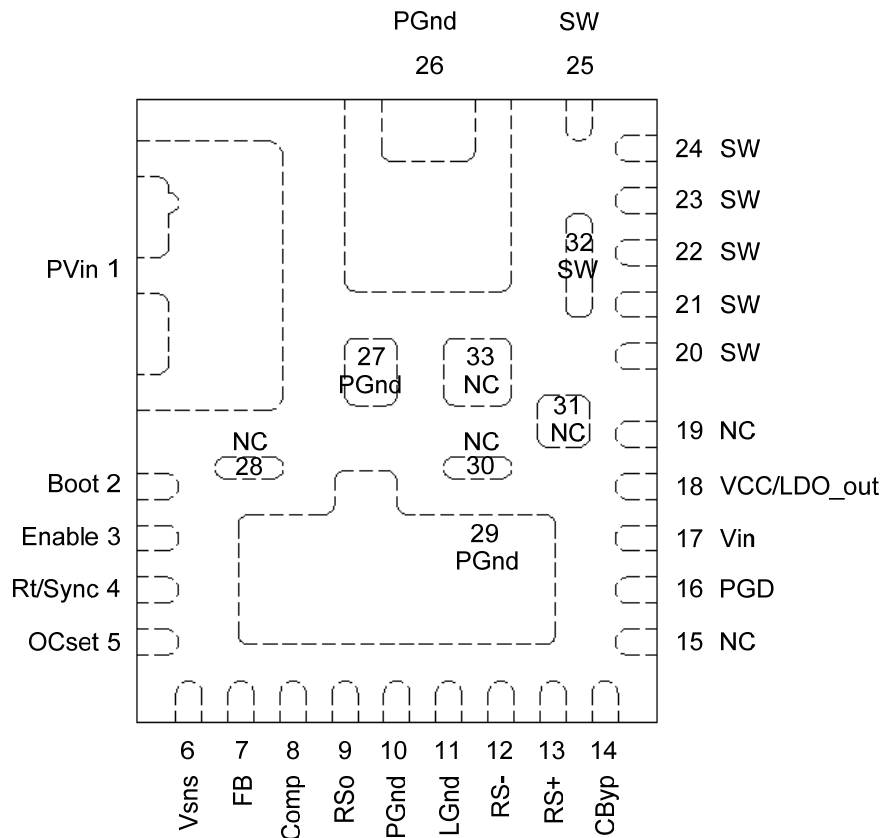 PGnd SW
26 25
24 SW
23 SW
32
SW
22 SW
PVin 1
21 SW
27
PGnd
33
NC
20 SW
31
NC
19 NC
NC
28
NC
30
Boot 2
18 VCC/LDO_out
Enable 3
29
PGnd
17 Vin
Rt/Sync 4
16 PGD
OCset 5
15 NC
6 7 8 9 10 11 12 13 14
Vsns FB Comp RSo PGnd LGnd RS- RS+ CByp